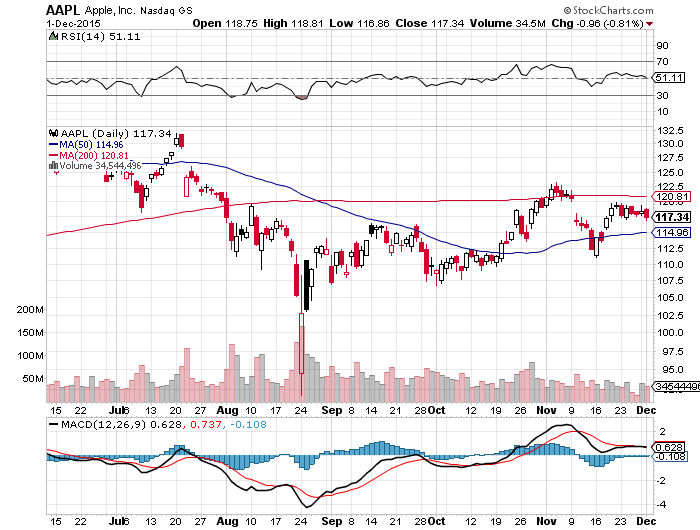 AAPL Apple, Inc. Nasdaq GS © StockCharts.com
1-Dec-2015 Open 118.75 High 118.81 Low 116.86 Close 117.34 Volume 34.5M Chg -0.96 (-0.81%)
RSI(14) 51.11
90
70
51.11
30
10
AAPL (Daily) 117.34
MA(50) 114.96
MA(200) 120.81
Volume 34,544,496
132.5
130.0
127.5
125.0
122.5
120.81
120.0
117.34
114.96
112.5
110.0
107.5
105.0
102.5
100.0
97.5
95.0
34544496
200M
150M
100M
50M
15 22 Jul6 13 20 27 Aug 10 17 24 Sep 8 14 21 28 Oct 12 19 26 Nov 9 16 23 Dec
MACD(12,26,9) 0.628, 0.737, -0.108
2
0.628
-0.108
-2
-4
15 22 Jul6 13 20 27 Aug 10 17 24 Sep 8 14 21 28 Oct 12 19 26 Nov 9 16 23 Dec